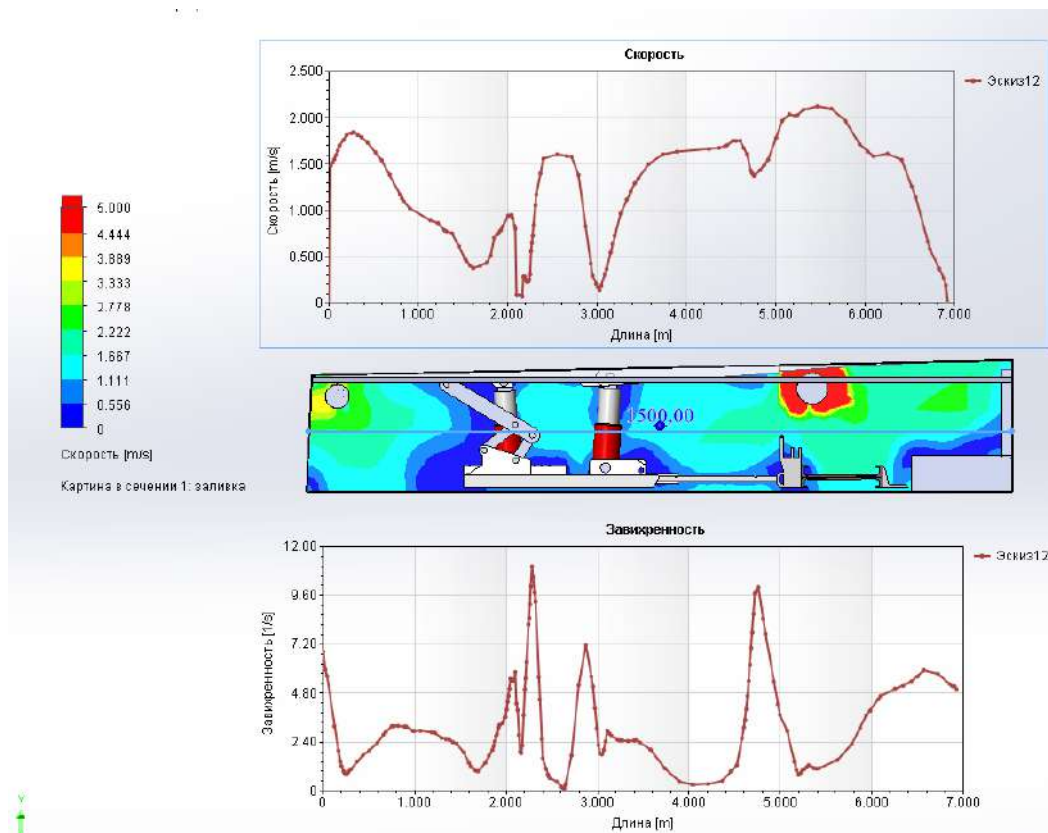 Скорость
2.500
2.000
1.500
1.000
0.500
0
Скорость [m/s]
Эскиз12
0 1.000 2.000 3.000 4.000 5.000 6.000 7.000
Длина [m]
5.000
4.444
3.889
3.333
2.778
2.222
1.667
1.111
0.556
0
Скорость [m/s]
Картина в сечении 1: заливка
1500,00
Завихренность
12.00
9.60
7.20
4.80
2.40
0
Завихренность [1/s]
Эскиз12
0 1.000 2.000 3.000 4.000 5.000 6.000 7.000
Длина [m]
Y